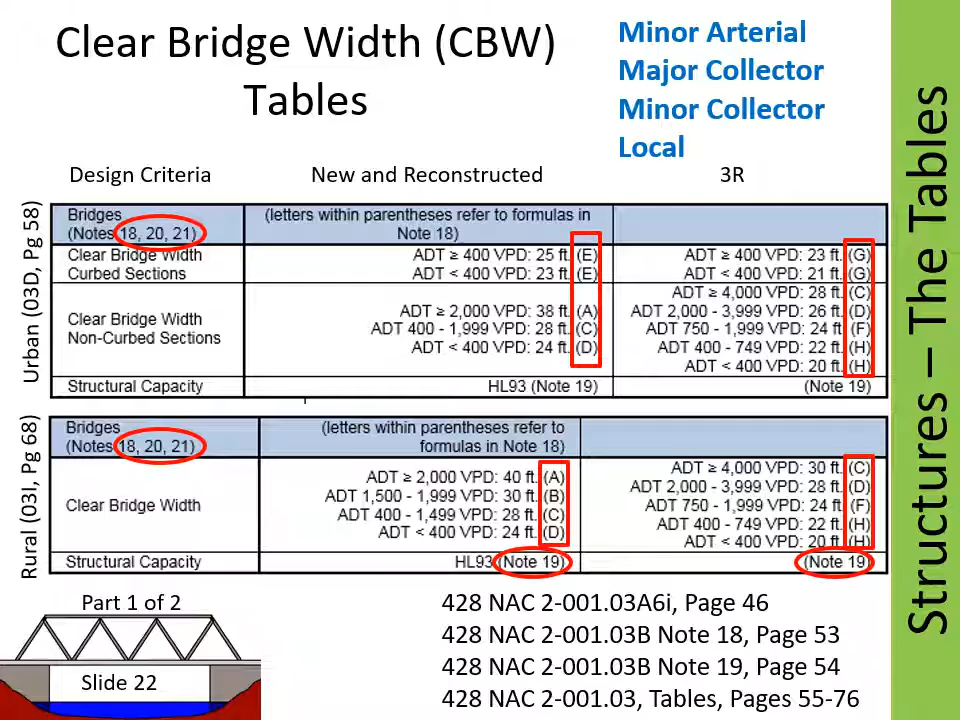 Clear Bridge Width (CBW)
Tables
Minor Arterial
Major Collector
Minor Collector
Local
Structures – The Tables
Design Criteria
New and Reconstructed
3R
Urban (03D, Pg 58)
Bridges
(Notes 18, 20, 21)
(letters within parentheses refer to formulas in
Note 18)
Clear Bridge Width
Curbed Sections
ADT ≥ 400 VPD: 25 ft. (E)
ADT < 400 VPD: 23 ft. (E)
ADT ≥ 400 VPD: 23 ft. (G)
ADT < 400 VPD: 21 ft. (G)
Clear Bridge Width
Non-Curbed Sections
ADT ≥ 2,000 VPD: 38 ft. (A)
ADT 400 - 1,999 VPD: 28 ft. (C)
ADT < 400 VPD: 24 ft. (D)
ADT ≥ 4,000 VPD: 28 ft. (C)
ADT 2,000 - 3,999 VPD: 26 ft. (D)
ADT 750 - 1,999 VPD: 24 ft. (F)
ADT 400 - 749 VPD: 22 ft. (H)
ADT < 400 VPD: 20 ft. (H)
Structural Capacity
HL93 (Note 19)
(Note 19)
Rural (03I, Pg 68)
Bridges
(Notes 18, 20, 21)
(letters within parentheses refer to
formulas in Note 18)
Clear Bridge Width
ADT ≥ 2,000 VPD: 40 ft. (A)
ADT 1,500 - 1,999 VPD: 30 ft. (B)
ADT 400 - 1,499 VPD: 28 ft. (C)
ADT < 400 VPD: 24 ft. (D)
ADT ≥ 4,000 VPD: 30 ft. (C)
ADT 2,000 - 3,999 VPD: 28 ft. (D)
ADT 750 - 1,999 VPD: 24 ft. (F)
ADT 400 - 749 VPD: 22 ft. (H)
ADT < 400 VPD: 20 ft. (H)
Structural Capacity
HL93 (Note 19)
(Note 19)
Part 1 of 2
Slide 22
428 NAC 2-001.03A6i, Page 46
428 NAC 2-001.03B Note 18, Page 53
428 NAC 2-001.03B Note 19, Page 54
428 NAC 2-001.03, Tables, Pages 55-76